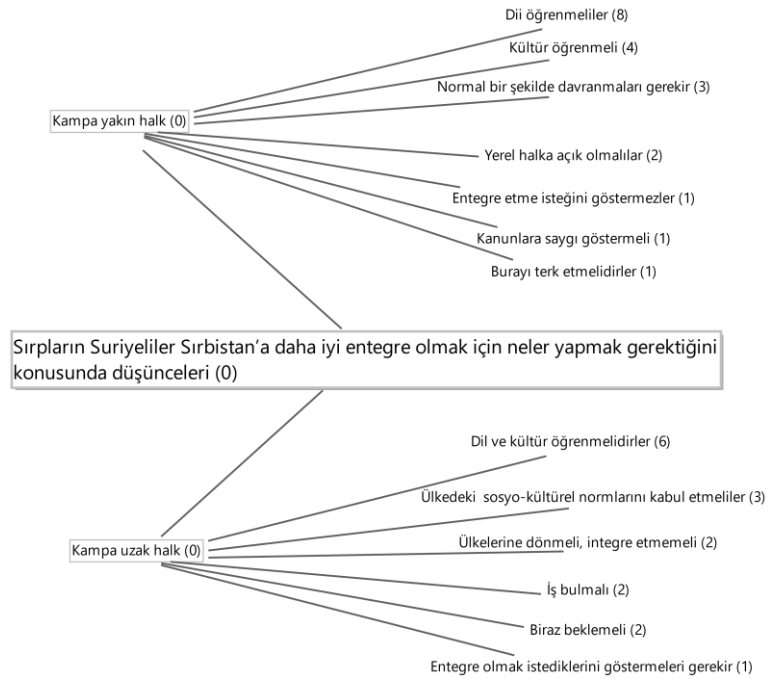 Dii öğrenmeliler (8)
Kültür öğrenmeli (4)
Normal bir şekilde davranmaları gerekir (3)
Kampa yakın halk (0)
Yerel halka açık olmalılar (2)
Entegre etme isteğini göstermezler (1)
Kanunlara saygı göstermeli (1)
Burayı terk etmelidirler (1)
Sırpların Suriyeliler Sırbistan’a daha iyi entegre olmak için neler yapmak gerektiğini
konusunda düşünceleri (0)
Dil ve kültür öğrenmelidirler (6)
Ülkedeki  sosyo-kültürel normlarını kabul etmeliler (3)
Ülkelerine dönmeli, integre etmemeli (2)
Kampa uzak halk (0)
İş bulmalı (2)
Biraz beklemeli (2)
Entegre olmak istediklerini göstermeleri gerekir (1)